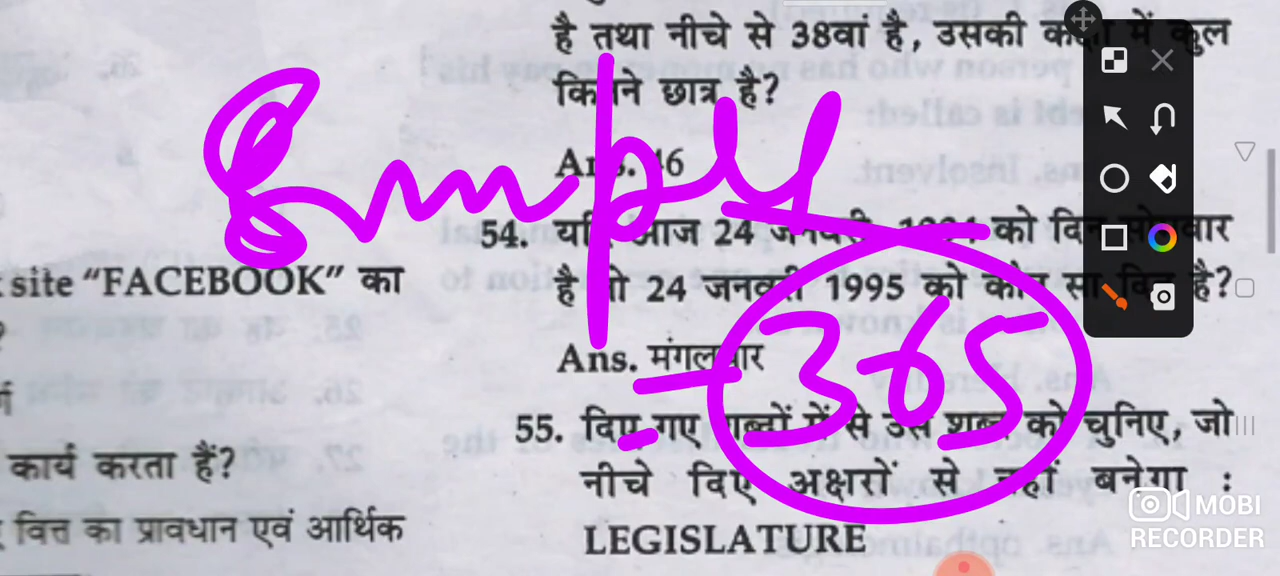 site “FACEBOOK” का
कार्य करता हैं?
वित्त का प्रावधान एवं आर्थिक
है तथा नीचे से 38वां है, उसकी कक्षा में कुल
कितने छात्र है?
Ans. 46
54. यदि आज 24 जनवरी 1994 को दिन सोमवार
है तो 24 जनवरी 1995 को कौन सा दिन है?
Ans. मंगलवार
365
55. दिए गए शब्दों में से उस शब्द को चुनिए, जो
नीचे दिए अक्षरों से नहीं बनेगा :
LEGISLATURE
MOBI
RECORDER